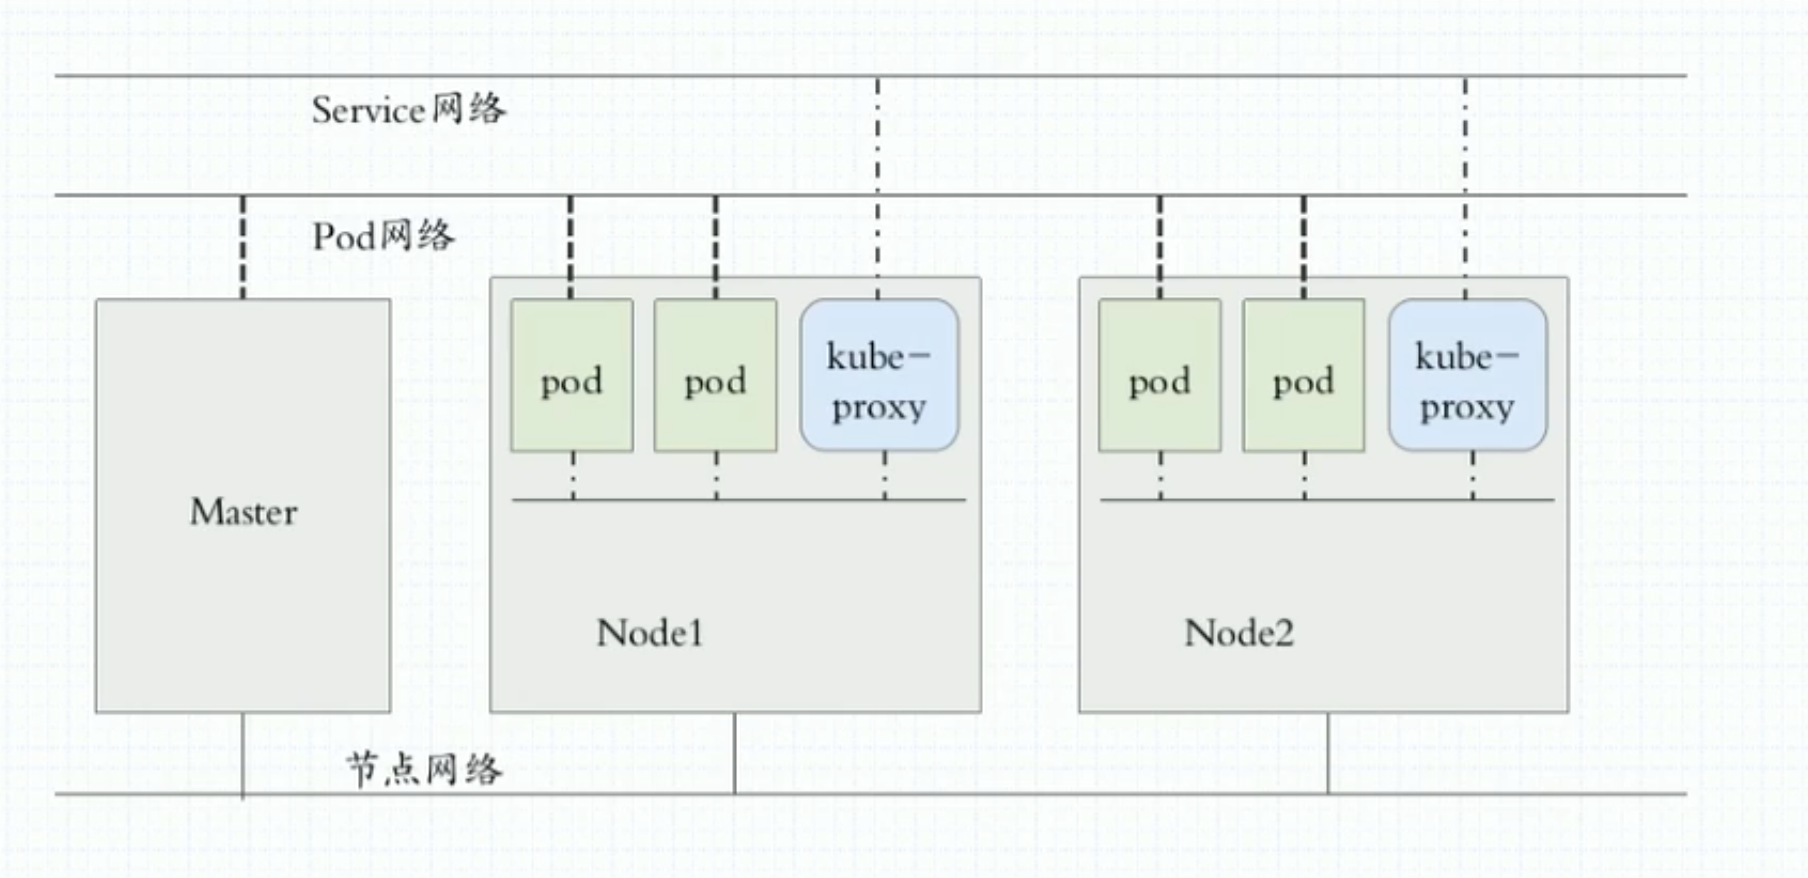 Service网络
Pod网络
pod
pod
kube-
proxy
pod
pod
kube-
proxy
Master
Node1
Node2
节点网络